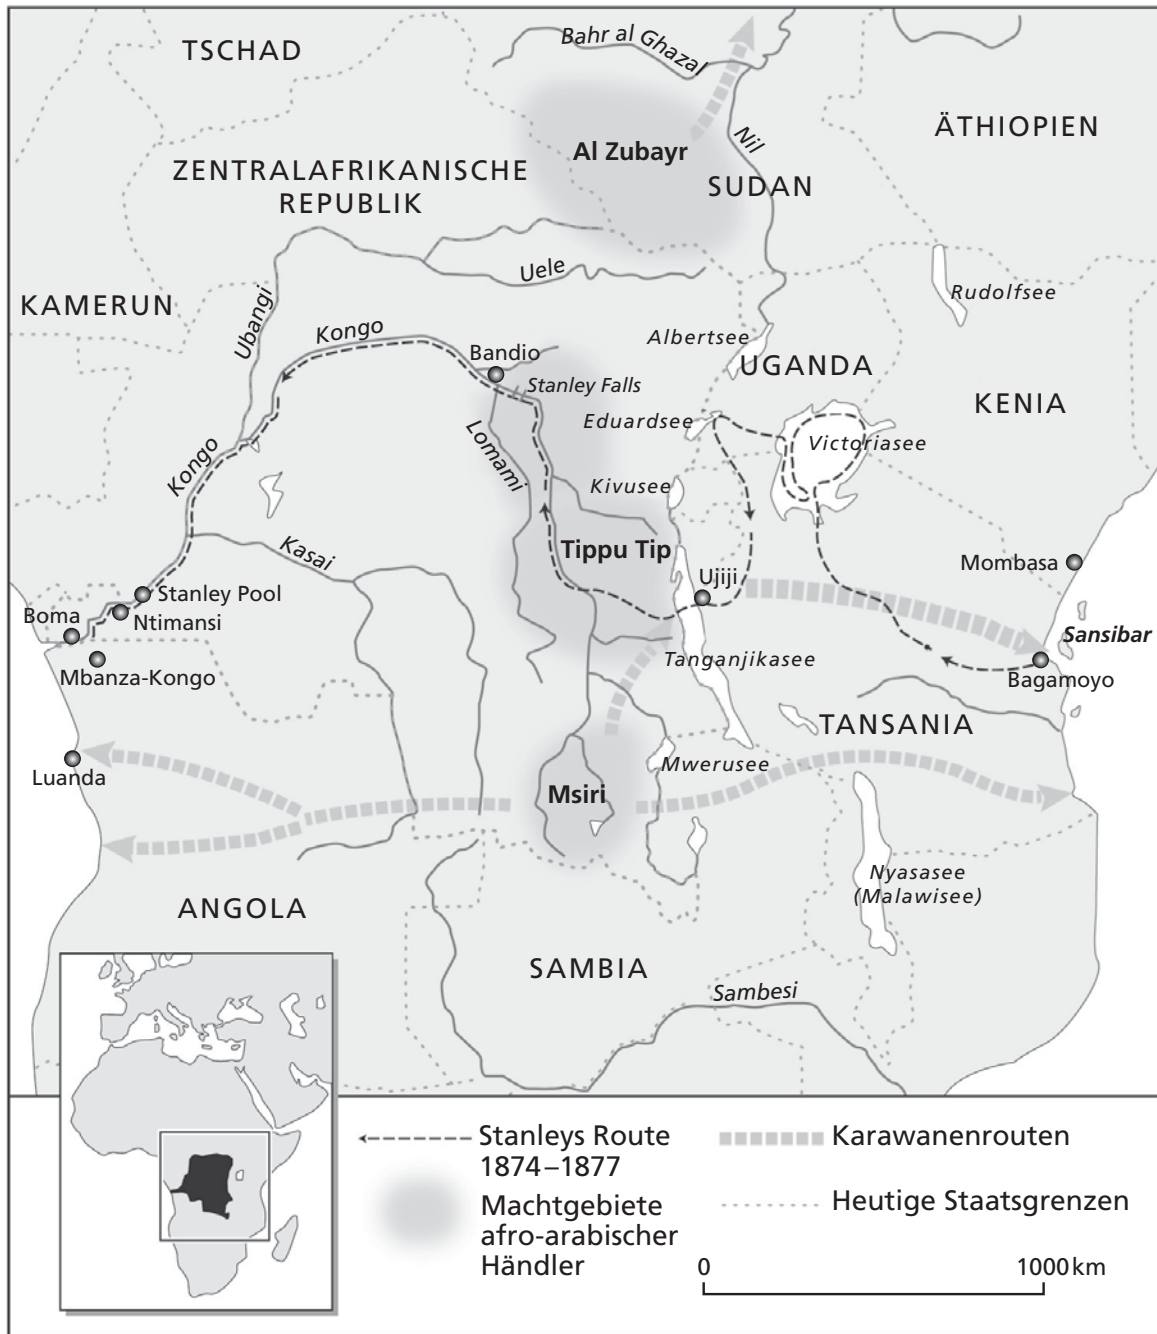 TSCHAD
Bahr al Ghazal
ÄTHIOPIEN
Nil
Al Zubayr
ZENTRALAFRIKANISCHE
REPUBLIK
SUDAN
Uele
Rudolfsee
KAMERUN
Ubangi
Kongo
Albertsee
Bandio
UGANDA
Stanley Falls
KENIA
Eduardsee
Victoriasee
Lomami
Kongo
Kivusee
Kasai
Tippu Tip
Mombasa
Ujiji
Stanley Pool
Boma
Ntimansi
Sansibar
Mbanza-Kongo
Tanganjikasee
Bagamoyo
TANSANIA
Luanda
Mwerusee
Msiri
Nyasasee
(Malawisee)
ANGOLA
SAMBIA
Sambesi
Stanleys Route
1874–1877
Karawanenrouten
Machtgebiete
afro-arabischer
Händler
Heutige Staatsgrenzen
0 1000 km